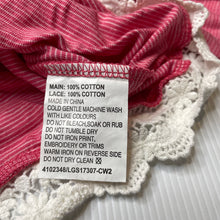 MAIN: 100% COTTON
LACE: 100% COTTON
MADE IN CHINA
COLD GENTLE MACHINE WASH
WITH LIKE COLOURS
DO NOT BLEACH,SOAK OR RUB
DO NOT TUMBLE DRY
DO NOT IRON PRINT,
EMBROIDERY OR TRIMS
WARM IRON ON REVERSE SIDE
DO NOT DRY CLEAN
4102348/LGS17307-CW2